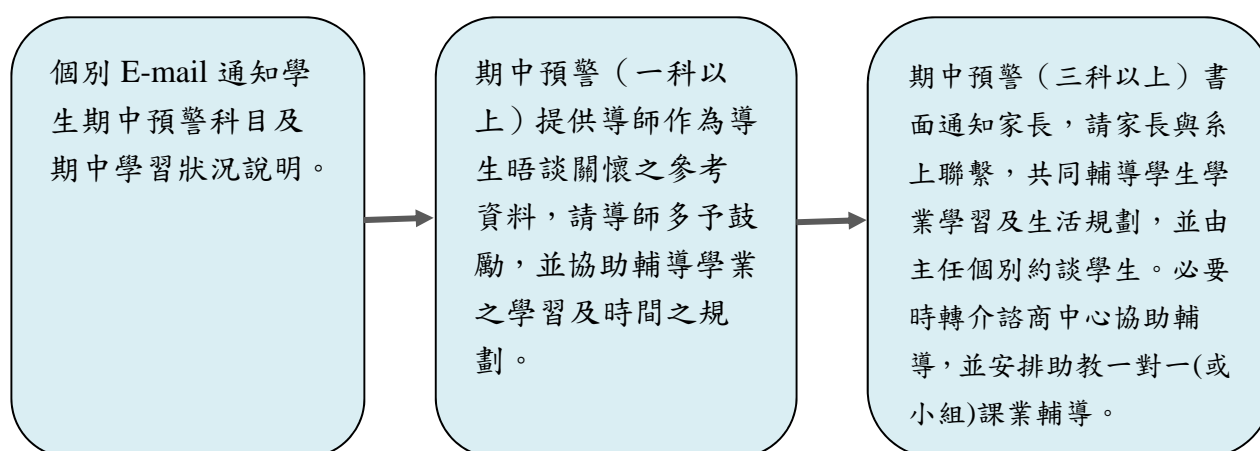 個別 E-mail 通知學
生期中預警科目及
期中學習狀況說明。
期中預警（一科以
上）提供導師作為導
生晤談關懷之參考
資料，請導師多予鼓
勵，並協助輔導學業
之學習及時間之規
劃。
期中預警（三科以上）書
面通知家長，請家長與系
上聯繫，共同輔導學生學
業學習及生活規劃，並由
主任個別約談學生。必要
時轉介諮商中心協助輔
導，並安排助教一對一(或
小組)課業輔導。